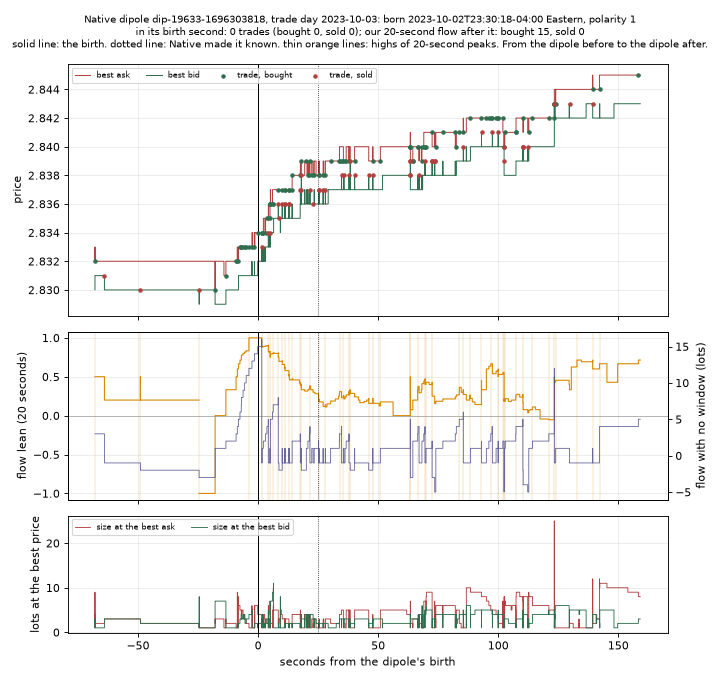 Native dipole dip-19633-1696303818, trade day 2023-10-03: born 2023-10-02T23:30:18-04:00 Eastern, polarity 1
in its birth second: 0 trades (bought 0, sold 0); our 20-second flow after it: bought 15, sold 0
solid line: the birth. dotted line: Native made it known. thin orange lines: highs of 20-second peaks. From the dipole before to the dipole after.
best ask
best bid
trade, bought
trade, sold
2.844
2.842
2.840
2.838
2.836
2.834
2.832
2.830
price
1.0
0.5
0.0
−0.5
−1.0
flow lean (20 seconds)
15
10
5
0
−5
flow with no window (lots)
size at the best ask
size at the best bid
20
10
0
lots at the best price
−50
0
50
100
150
seconds from the dipole's birth